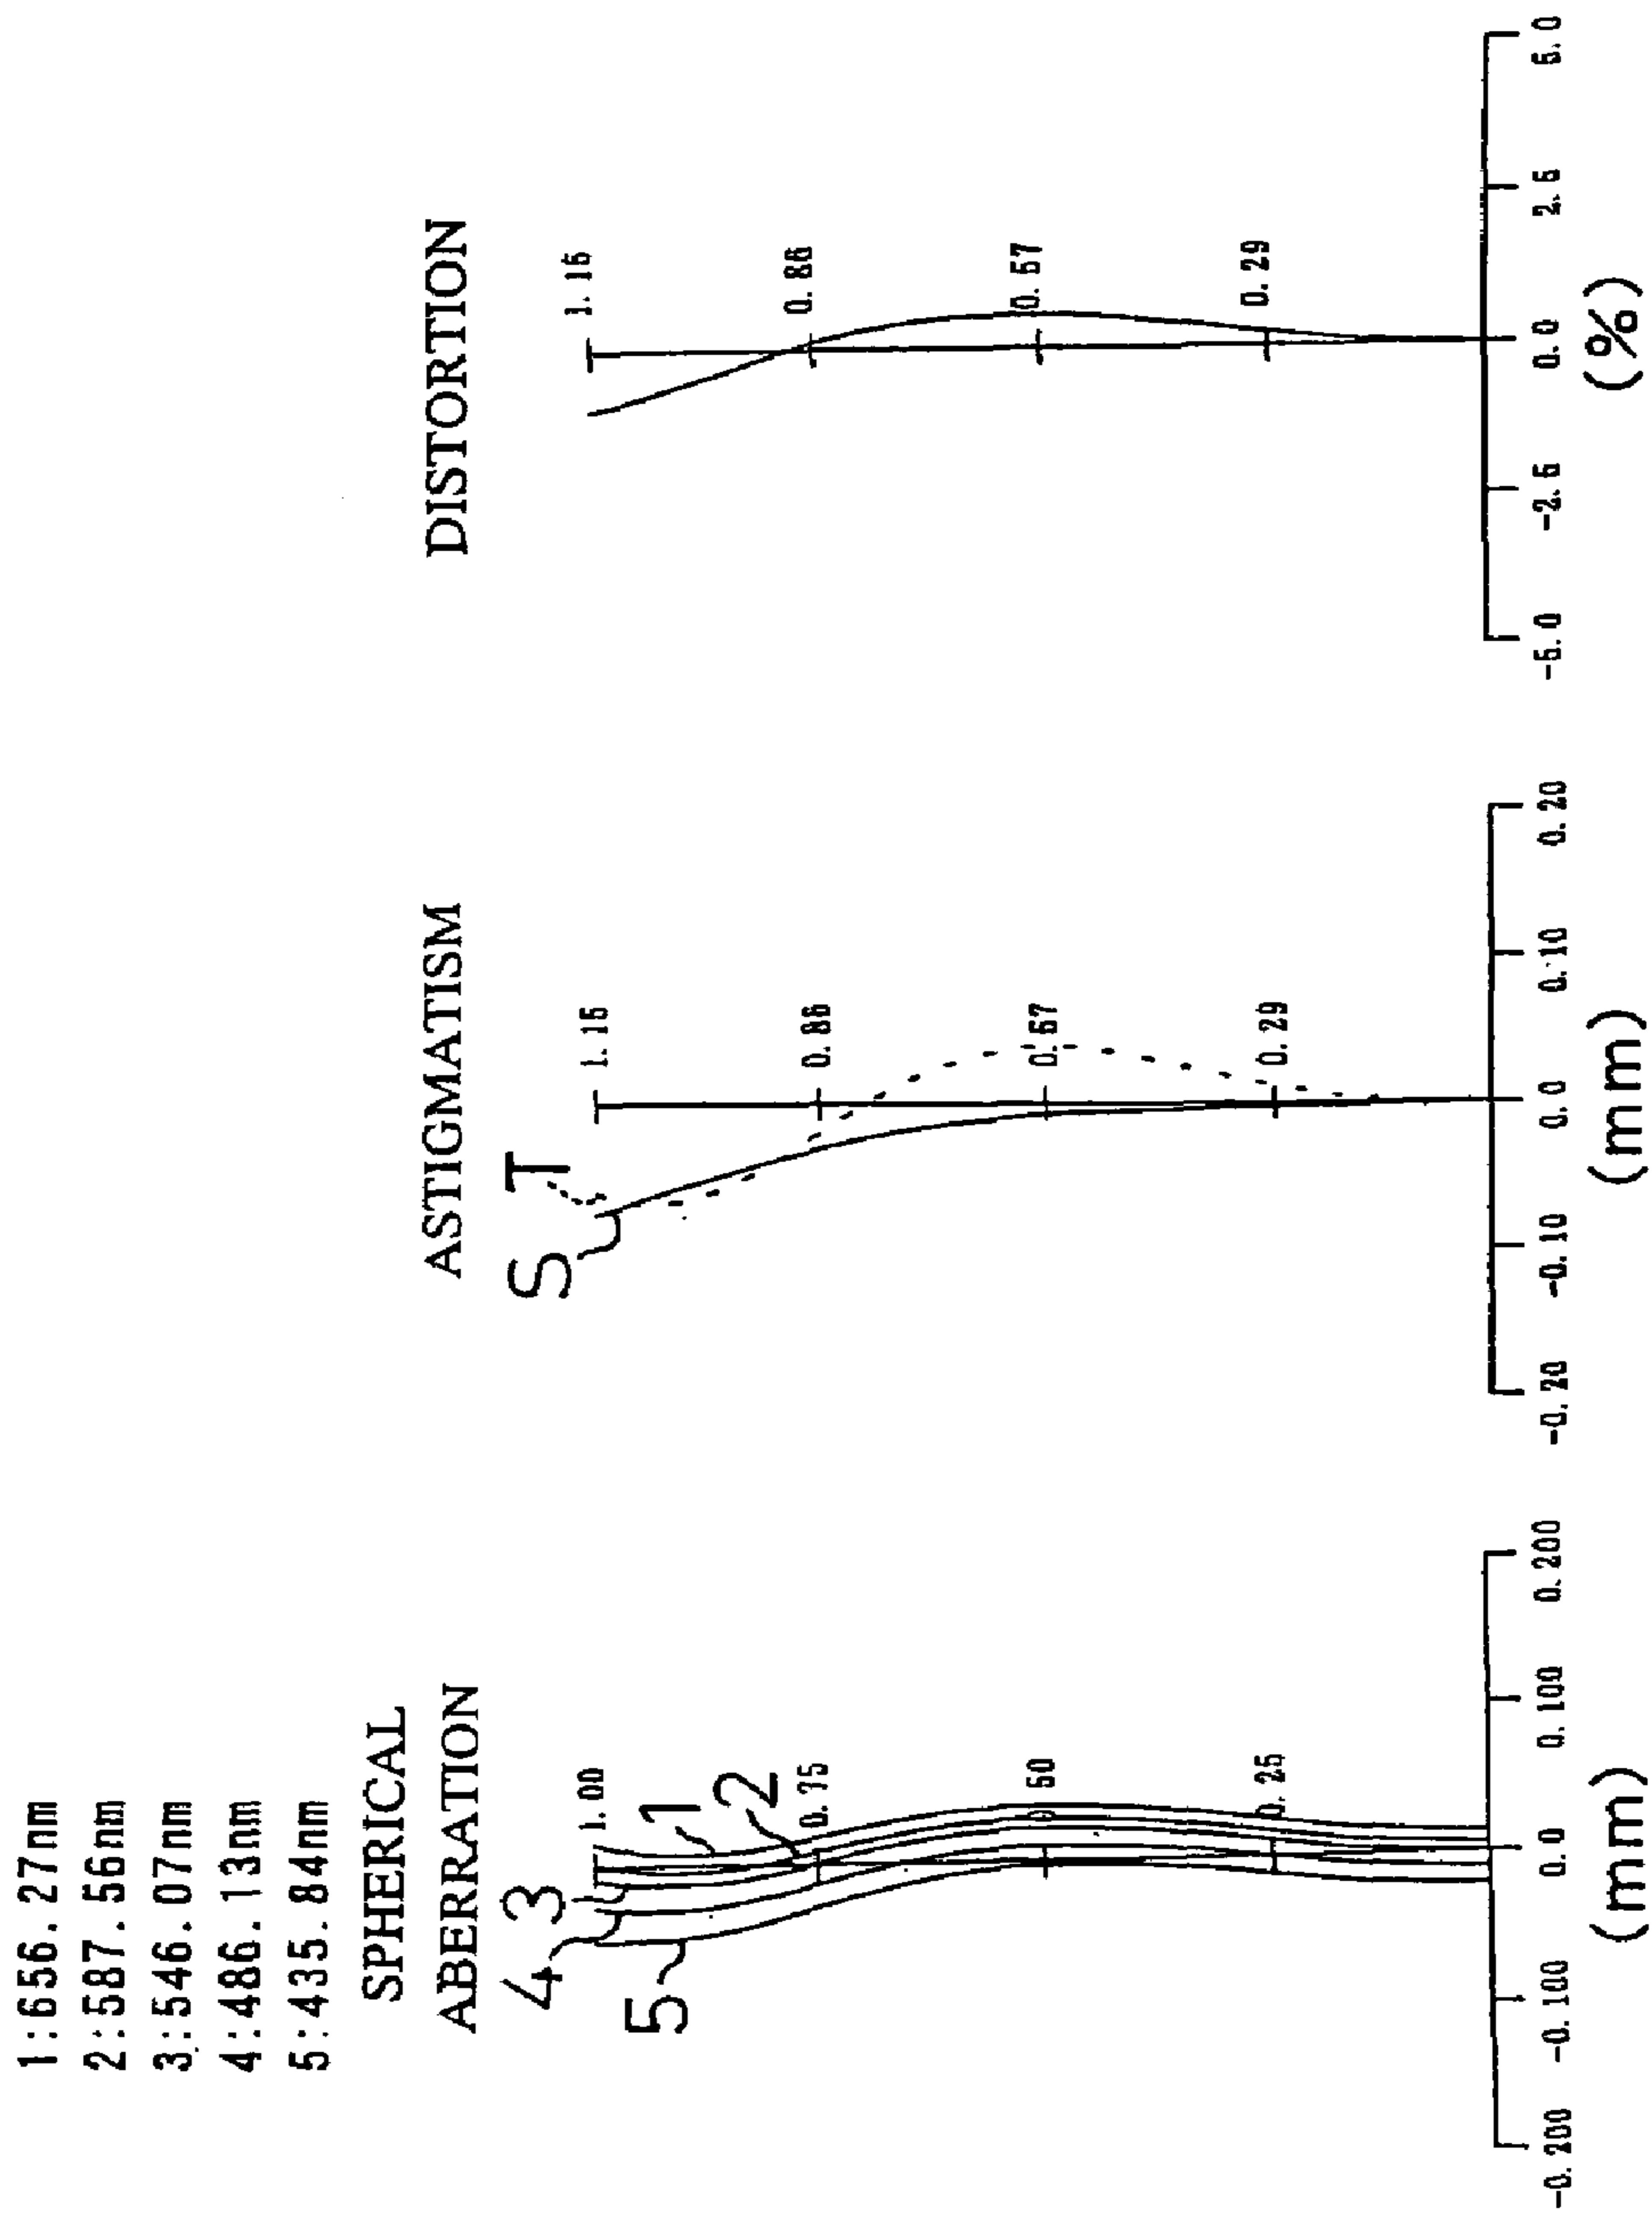 1:656.27nm
2:587.56nm
3:546.07nm
4:486.13nm
5:435.84nm
SPHERICAL
ABERRATION
4 3
5
1
2
1.00
0.75
0.50
0.25
-0.200 -0.100 0.0 0.100 0.200
(mm)
ASTIGMATISM
S T
1.15
0.86
0.57
0.29
-0.20 -0.10 0.0 0.10 0.20
(mm)
DISTORTION
1.15
0.86
0.57
0.29
-5.0 -2.5 0.0 2.5 5.0
(%)